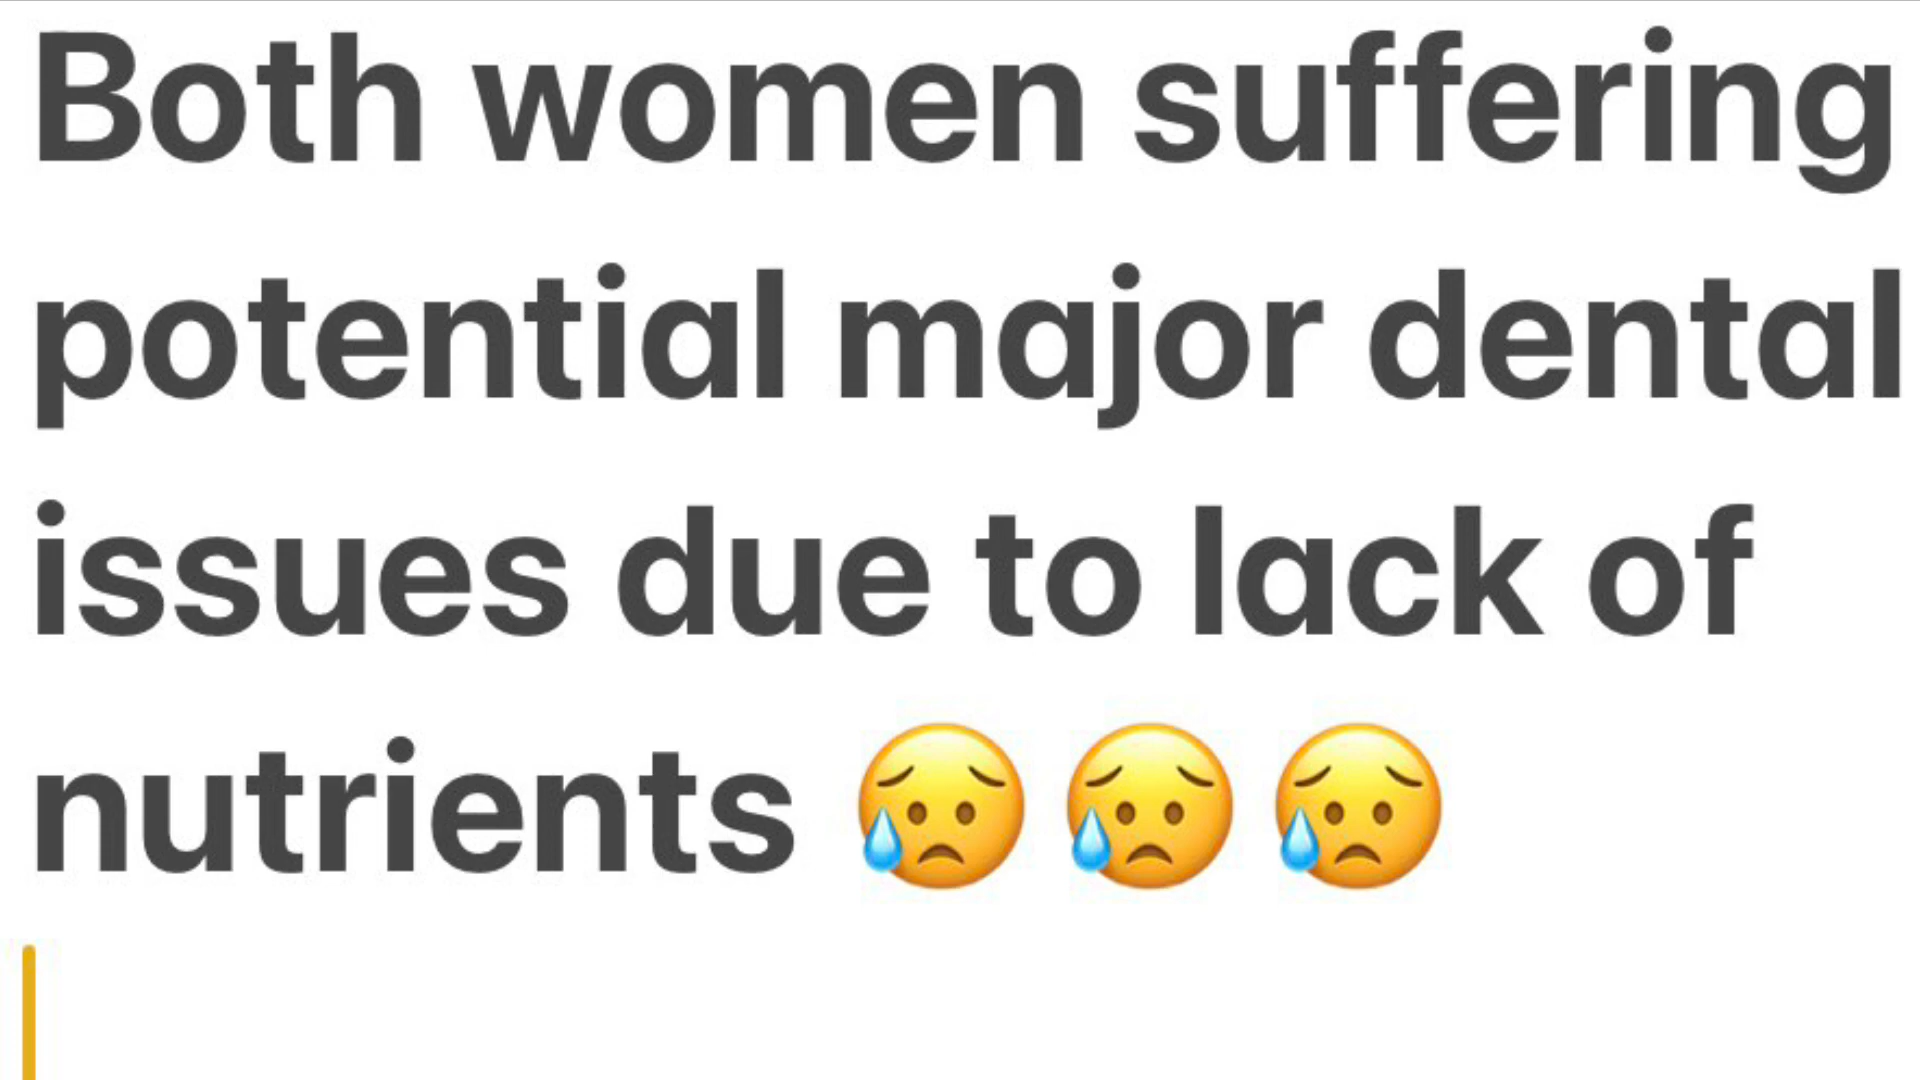 Both women suffering
potential major dental
issues due to lack of
nutrients 😥😥😥